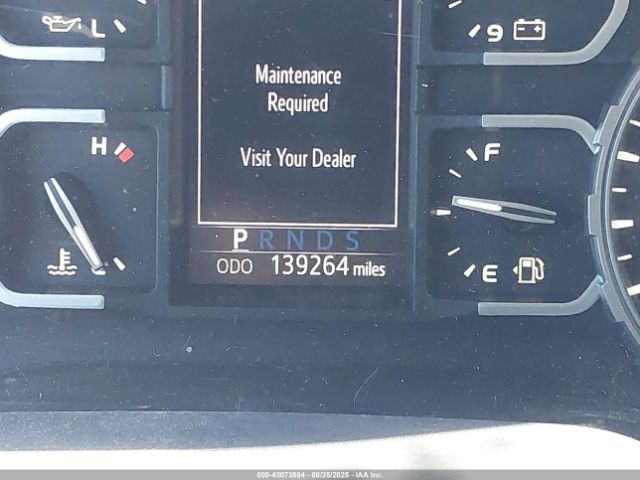 L
9
Maintenance
Required
Visit Your Dealer
H
F
P R N D S
E
ODO 139264 miles
000-43073584 - 08/25/2025 - IAA Inc.